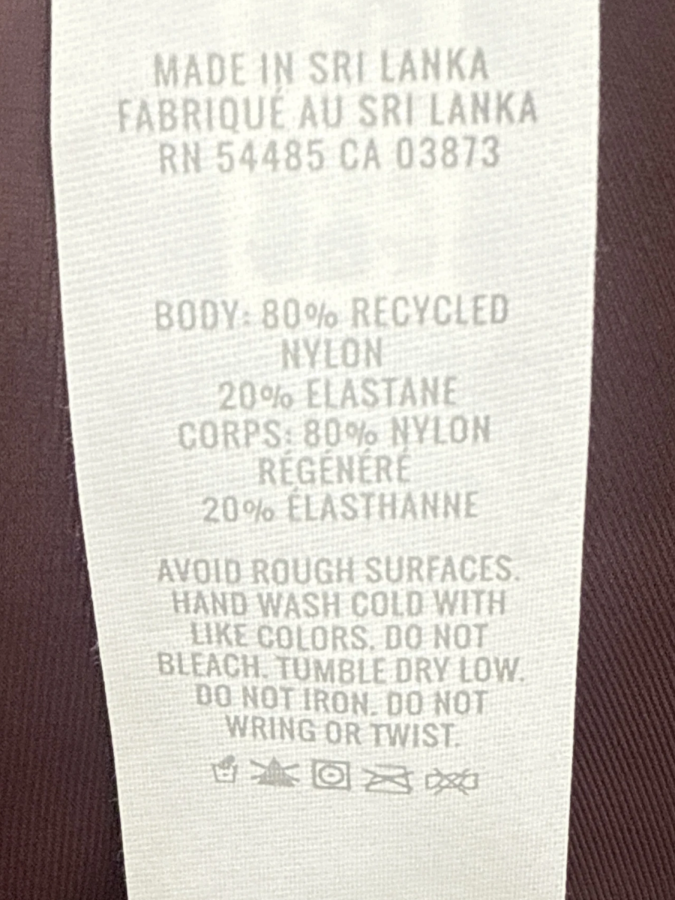 MADE IN SRI LANKA
FABRIQUÉ AU SRI LANKA
RN 54485 CA 03873
BODY: 80% RECYCLED
NYLON
20% ELASTANE
CORPS: 80% NYLON
RÉGÉNÉRÉ
20% ÉLASTHANNE
AVOID ROUGH SURFACES.
HAND WASH COLD WITH
LIKE COLORS. DO NOT
BLEACH. TUMBLE DRY LOW.
DO NOT IRON. DO NOT
WRING OR TWIST.